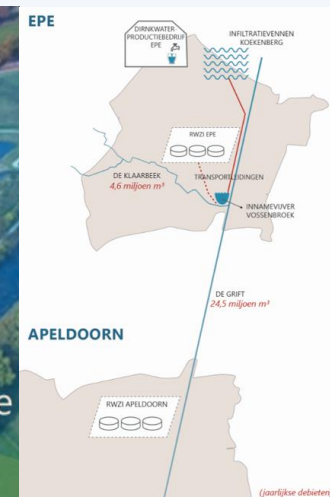 EPE
DIRNKWATER
PRODUCTIEBEDRIJF
EPE
INFILTRATIEVENNEN
KOEKENBERG
RWZI EPE
DE KLAARBEEK
4,6 miljoen m³
TRANSPORTLEIDINGEN
INNAMEVIJVER
VOSSENBROEK
DE GRIFT
24,5 miljoen m³
APELDOORN
e
RWZI APELDOORN
(jaarlijkse debieten